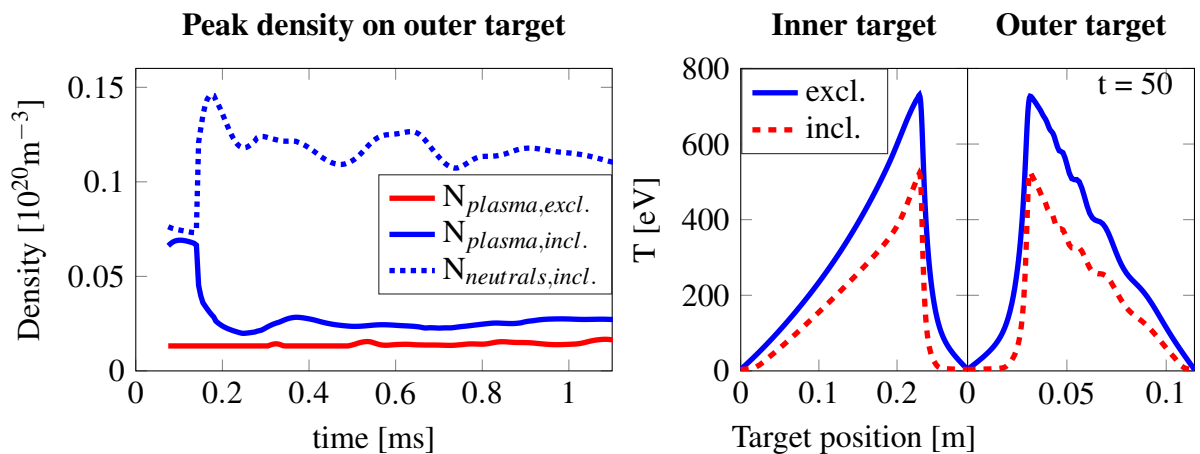 Peak density on outer target
Density [10^20 m^−3]
0.15
0.1
0.05
0
0 0.2 0.4 0.6 0.8 1
time [ms]
N_plasma,excl.
N_plasma,incl.
N_neutrals,incl.
Inner target Outer target
T [eV]
800
600
400
200
0
excl.
incl.
t = 50
0 0.1 0.2 0 0.05 0.1
Target position [m]